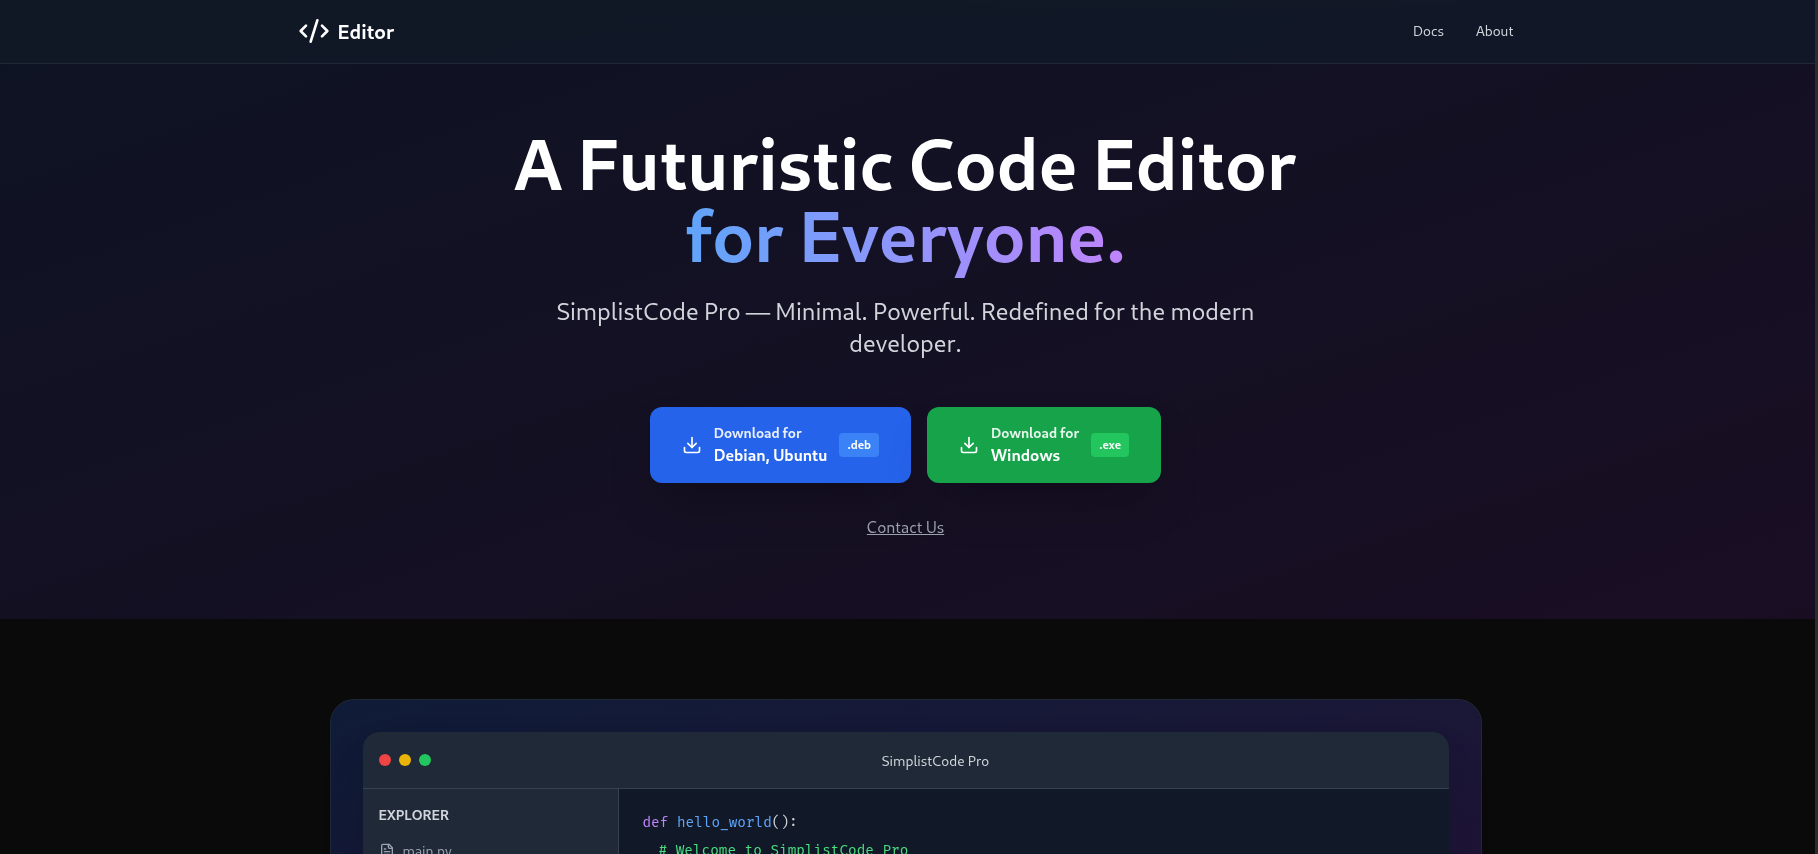 Editor
Docs
About
A Futuristic Code Editor
for Everyone.
SimplistCode Pro — Minimal. Powerful. Redefined for the modern
developer.
Download for
Debian, Ubuntu
.deb
Download for
Windows
.exe
Contact Us
SimplistCode Pro
EXPLORER
def hello_world():
main.py
# Welcome to SimplistCode Pro